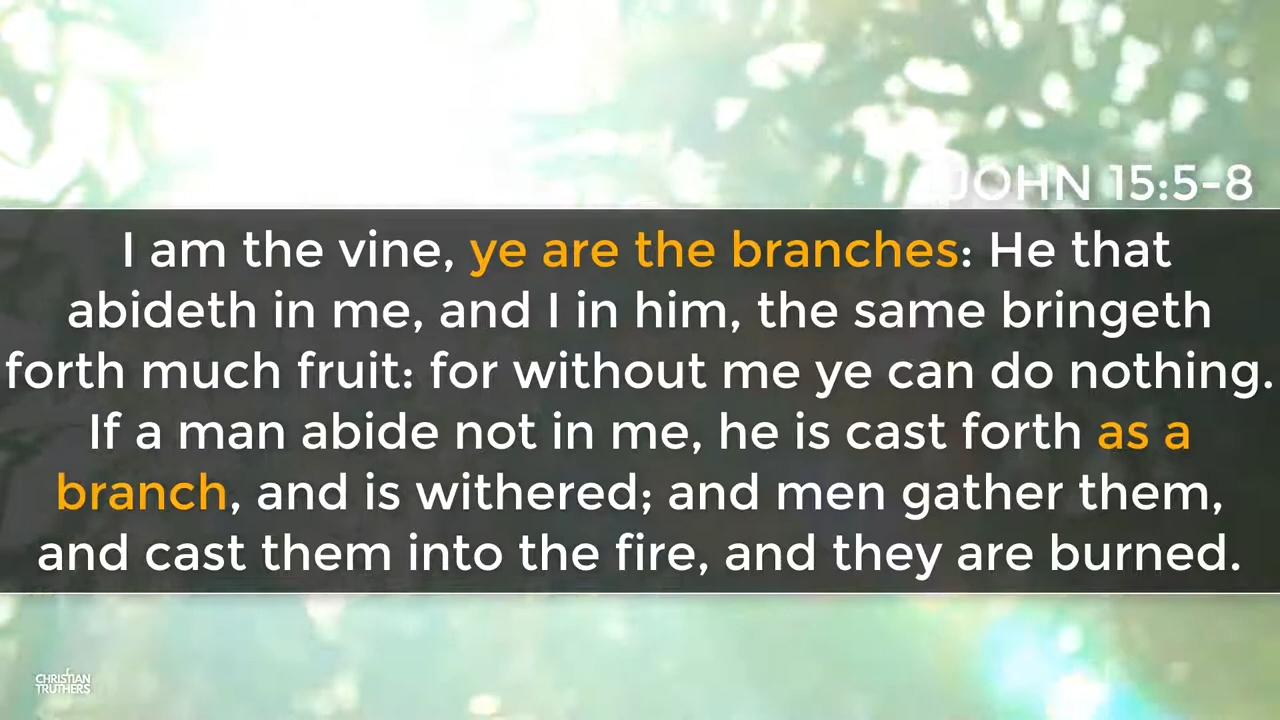 JOHN 15:5-8
I am the vine, ye are the branches: He that
abideth in me, and I in him, the same bringeth
forth much fruit: for without me ye can do nothing.
If a man abide not in me, he is cast forth as a
branch, and is withered; and men gather them,
and cast them into the fire, and they are burned.
CHRISTIAN
TRUTHERS